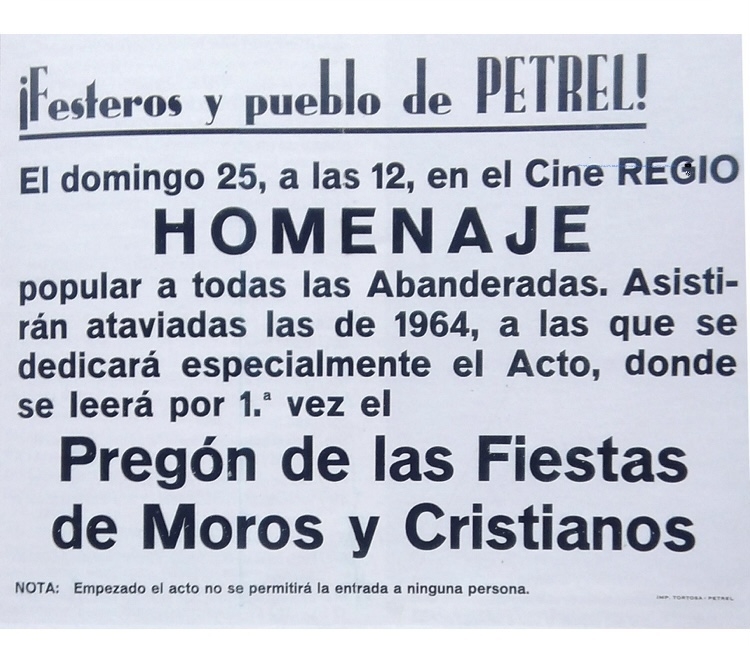 ¡Festeros y pueblo de PETREL!
El domingo 25, a las 12, en el Cine REGIO
HOMENAJE
popular a todas las Abanderadas. Asisti-
rán ataviadas las de 1964, a las que se
dedicará especialmente el Acto, donde
se leerá por 1.ª vez el
Pregón de las Fiestas
de Moros y Cristianos
NOTA: Empezado el acto no se permitirá la entrada a ninguna persona.
IMP. TORTOSA - PETREL